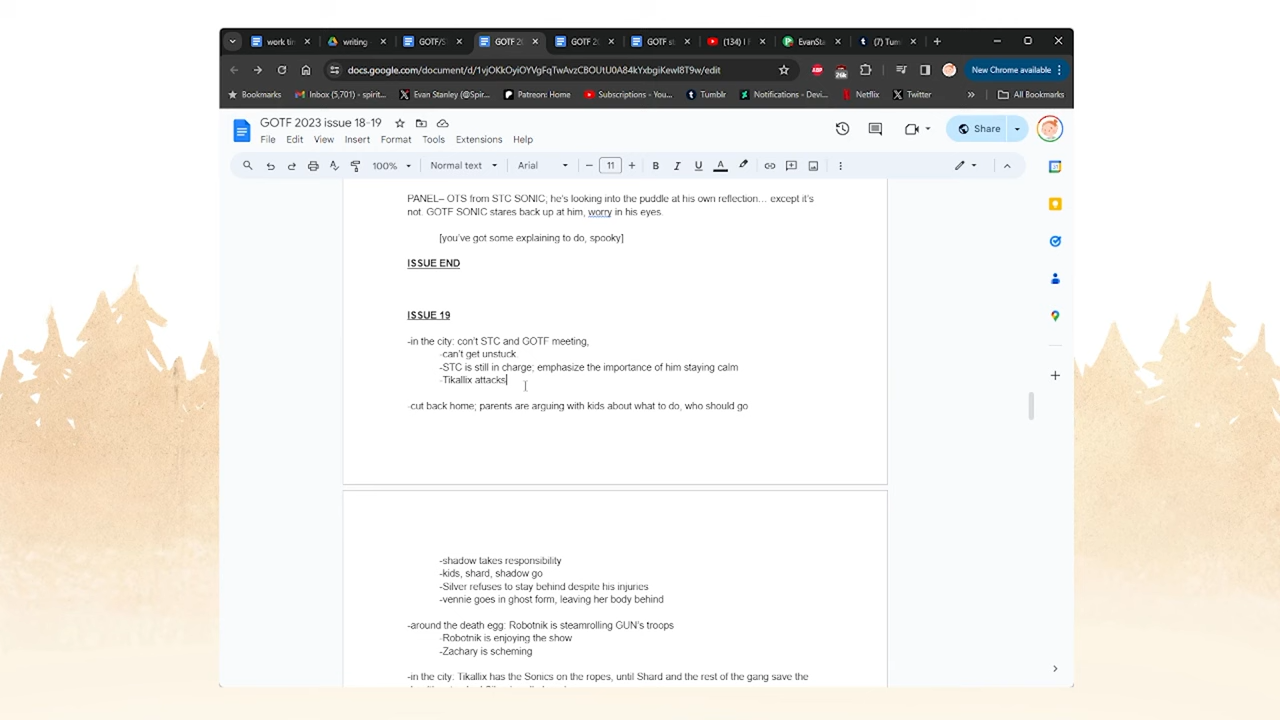 work tin
writing
GOTF/S
GOTF 2
GOTF 2
GOTF st
(134) I
EvanSta
(7) Tum
docs.google.com/document/d/1vjOKkOyiOYVgFqTwAvzCBOUtU0A84kYxbgiKewI8T9w/edit
26k
New Chrome available
Bookmarks
Inbox (5,701) - spirit...
Evan Stanley (@Spir...
Patreon: Home
Subscriptions - You...
Tumblr
Notifications - Devi...
Netflix
Twitter
»
All Bookmarks
GOTF 2023 issue 18-19
File Edit View Insert Format Tools Extensions Help
Share
100% Normal text Arial − 11 + B I U A
PANEL– OTS from STC SONIC; he's looking into the puddle at his own reflection… except it's
not. GOTF SONIC stares back up at him, worry in his eyes.
[you've got some explaining to do, spooky]
ISSUE END
ISSUE 19
-in the city: con't STC and GOTF meeting,
-can't get unstuck.
-STC is still in charge; emphasize the importance of him staying calm
-Tikallix attacks
-cut back home; parents are arguing with kids about what to do, who should go
-shadow takes responsibility
-kids, shard, shadow go
-Silver refuses to stay behind despite his injuries
-vennie goes in ghost form, leaving her body behind
-around the death egg: Robotnik is steamrolling GUN's troops
-Robotnik is enjoying the show
-Zachary is scheming
-in the city: Tikallix has the Sonics on the ropes, until Shard and the rest of the gang save the